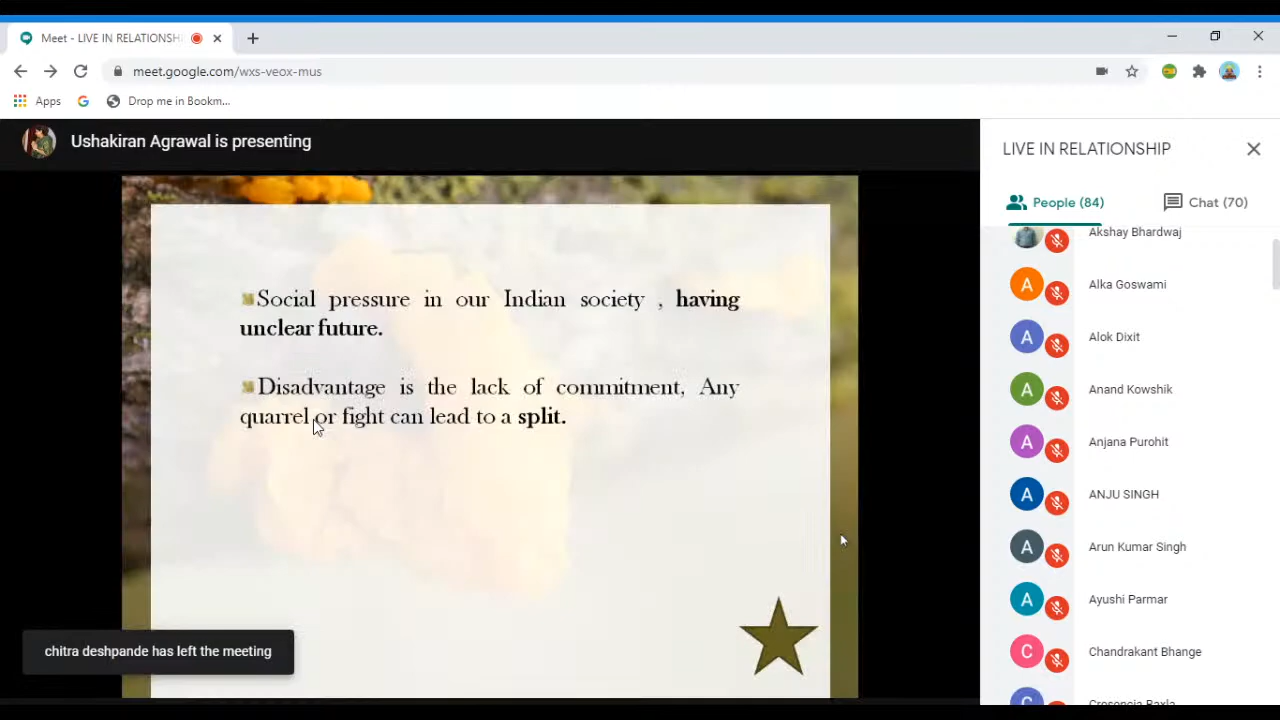 Meet - LIVE IN RELATIONSH
meet.google.com/wxs-veox-mus
Apps
Drop me in Bookm...
Ushakiran Agrawal is presenting
Social pressure in our Indian society , having
unclear future.
Disadvantage is the lack of commitment, Any
quarrel or fight can lead to a split.
chitra deshpande has left the meeting
LIVE IN RELATIONSHIP
People (84)
Chat (70)
Akshay Bhardwaj
A
Alka Goswami
A
Alok Dixit
A
Anand Kowshik
A
Anjana Purohit
A
ANJU SINGH
A
Arun Kumar Singh
A
Ayushi Parmar
C
Chandrakant Bhange